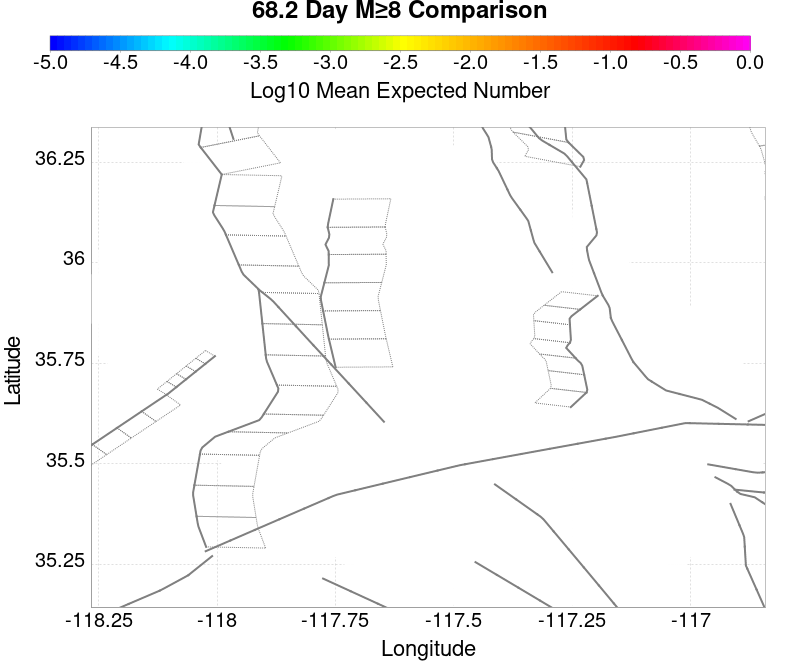 68.2 Day M≥8 Comparison
-5.0 -4.5 -4.0 -3.5 -3.0 -2.5 -2.0 -1.5 -1.0 -0.5 0.0
Log10 Mean Expected Number
36.25
36
35.75
35.5
35.25
Latitude
-118.25 -118 -117.75 -117.5 -117.25 -117
Longitude